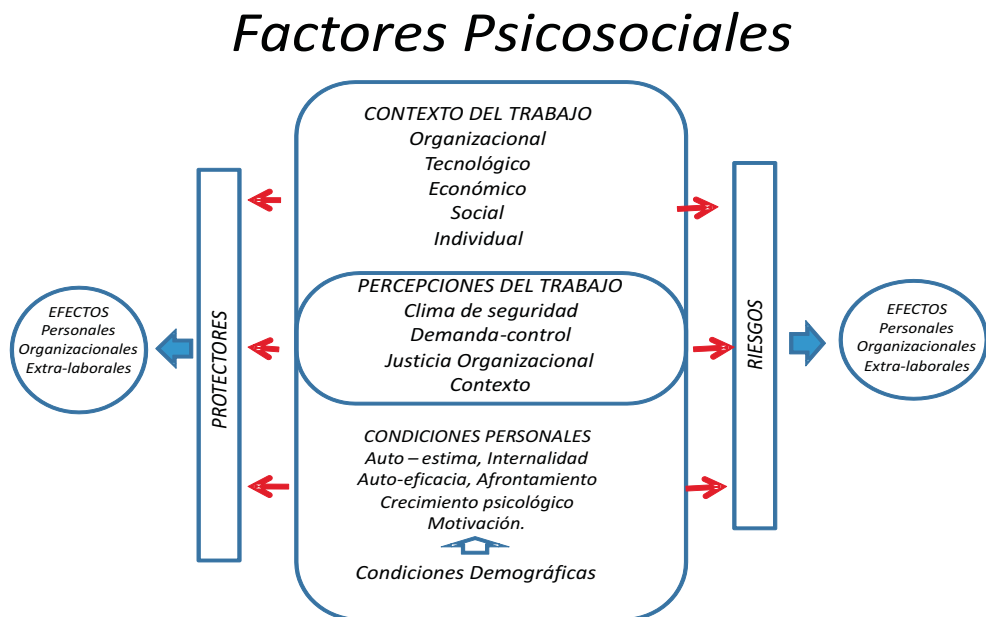 Factores Psicosociales
CONTEXTO DEL TRABAJO
Organizacional
Tecnológico
Económico
Social
Individual
PERCEPCIONES DEL TRABAJO
Clima de seguridad
Demanda-control
Justicia Organizacional
Contexto
CONDICIONES PERSONALES
Auto – estima, Internalidad
Auto-eficacia, Afrontamiento
Crecimiento psicológico
Motivación.
Condiciones Demográficas
PROTECTORES
EFECTOS
Personales
Organizacionales
Extra-laborales
RIESGOS
EFECTOS
Personales
Organizacionales
Extra-laborales